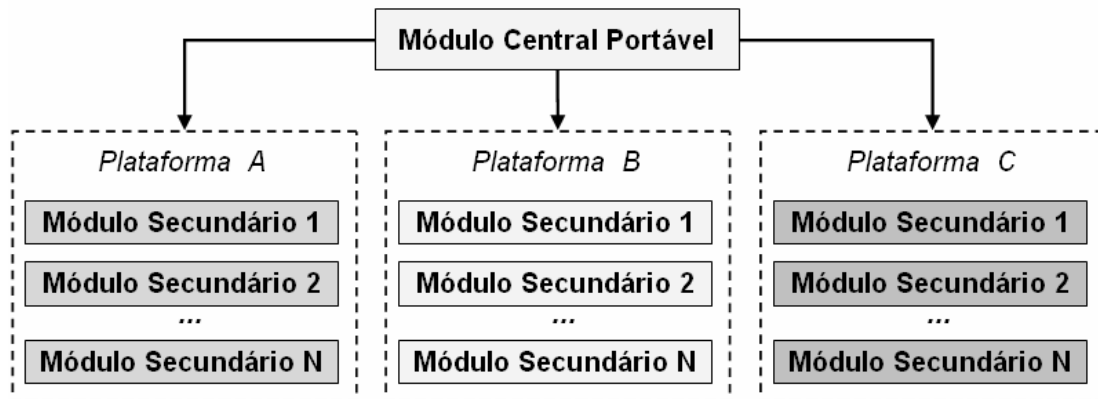 Módulo Central Portável
Plataforma A
Módulo Secundário 1
Módulo Secundário 2
...
Módulo Secundário N
Plataforma B
Módulo Secundário 1
Módulo Secundário 2
...
Módulo Secundário N
Plataforma C
Módulo Secundário 1
Módulo Secundário 2
...
Módulo Secundário N